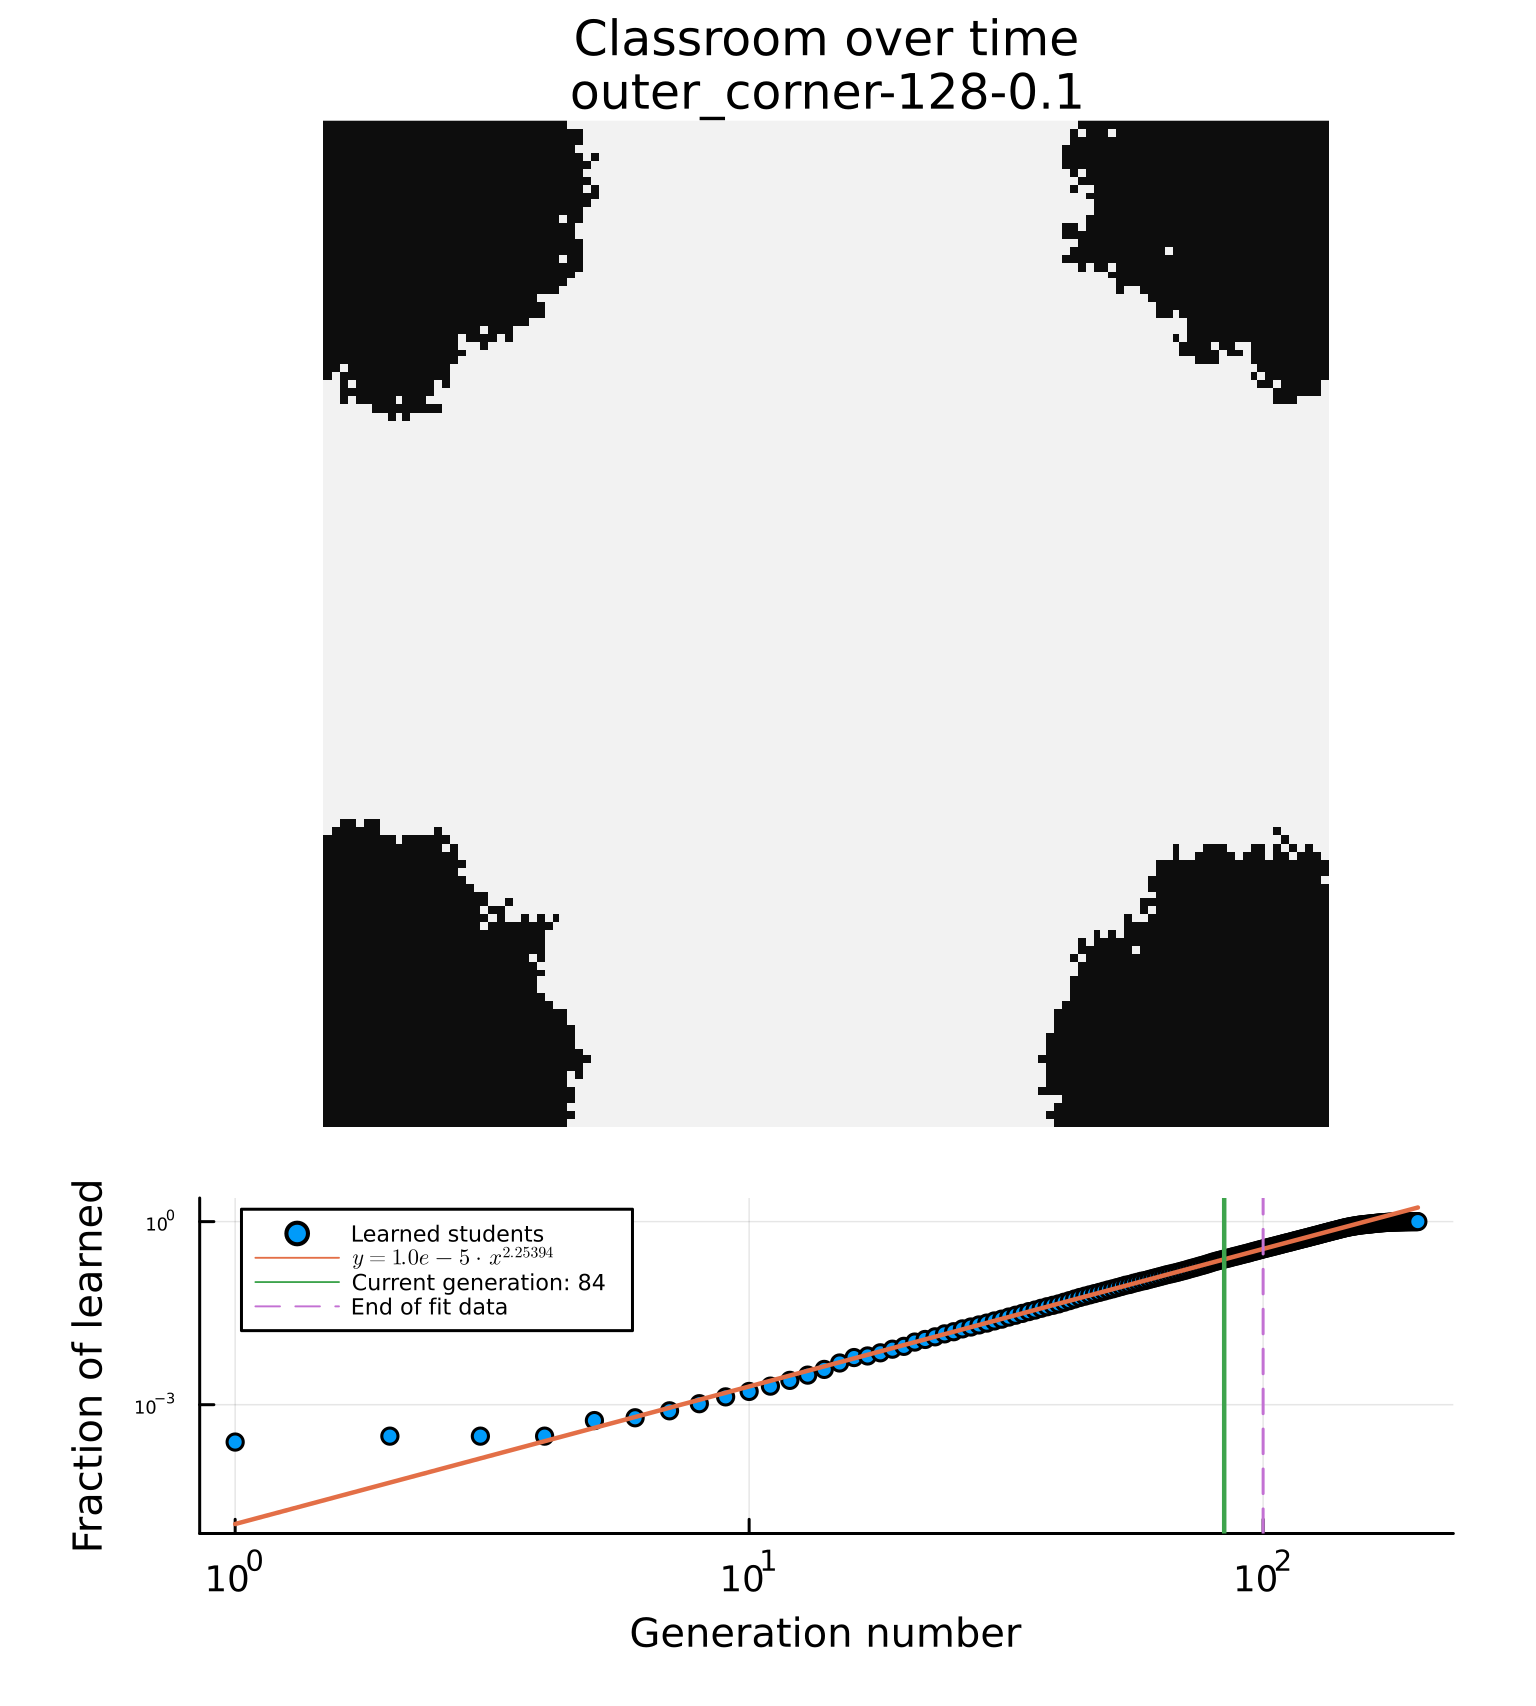 Classroom over time
outer_corner-128-0.1
Fraction of learned
10^0
10^−3
Learned students
y = 1.0e − 5 · x^2.25394
Current generation: 84
End of fit data
10^0 10^1 10^2
Generation number